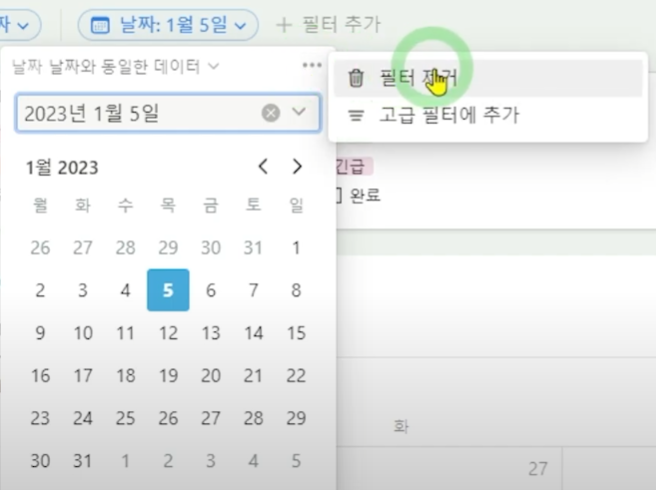 날짜: 1월 5일 + 필터 추가
날짜 날짜와 동일한 데이터
2023년 1월 5일
필터 제거
고급 필터에 추가
긴급
완료
1월 2023
월 화 수 목 금 토 일
26 27 28 29 30 31 1
2 3 4 5 6 7 8
9 10 11 12 13 14 15
16 17 18 19 20 21 22
23 24 25 26 27 28 29
30 31 1 2 3 4 5
화
27